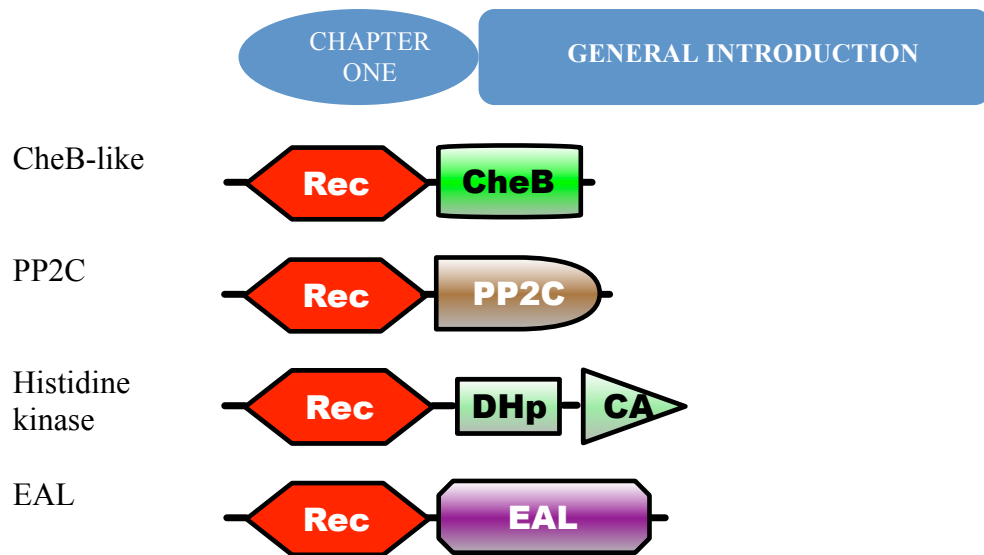 CHAPTER
ONE
GENERAL INTRODUCTION
CheB-like
Rec CheB
PP2C
Rec PP2C
Histidine
kinase
Rec DHp CA
EAL
Rec EAL